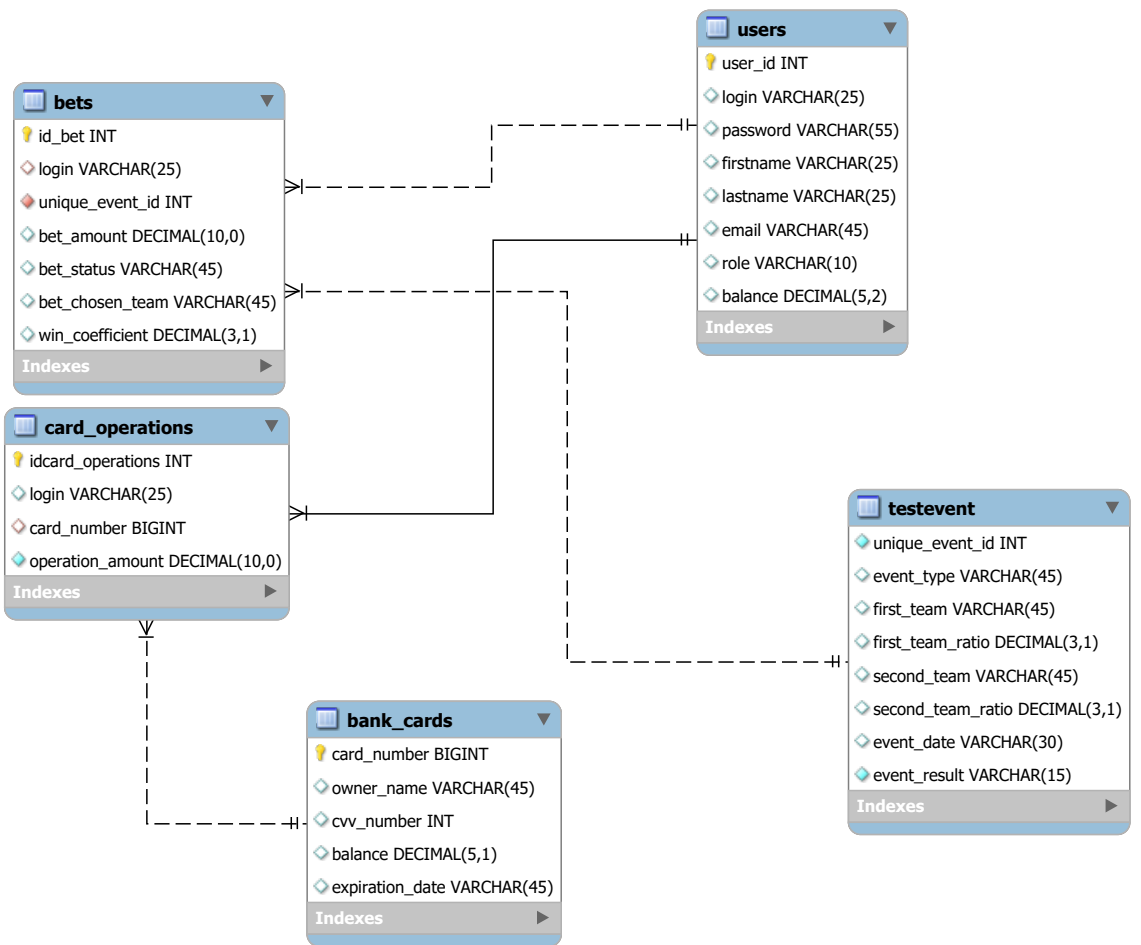 bets
id_bet INT
login VARCHAR(25)
unique_event_id INT
bet_amount DECIMAL(10,0)
bet_status VARCHAR(45)
bet_chosen_team VARCHAR(45)
win_coefficient DECIMAL(3,1)
Indexes
users
user_id INT
login VARCHAR(25)
password VARCHAR(55)
firstname VARCHAR(25)
lastname VARCHAR(25)
email VARCHAR(45)
role VARCHAR(10)
balance DECIMAL(5,2)
Indexes
card_operations
idcard_operations INT
login VARCHAR(25)
card_number BIGINT
operation_amount DECIMAL(10,0)
Indexes
testevent
unique_event_id INT
event_type VARCHAR(45)
first_team VARCHAR(45)
first_team_ratio DECIMAL(3,1)
second_team VARCHAR(45)
second_team_ratio DECIMAL(3,1)
event_date VARCHAR(30)
event_result VARCHAR(15)
Indexes
bank_cards
card_number BIGINT
owner_name VARCHAR(45)
cvv_number INT
balance DECIMAL(5,1)
expiration_date VARCHAR(45)
Indexes